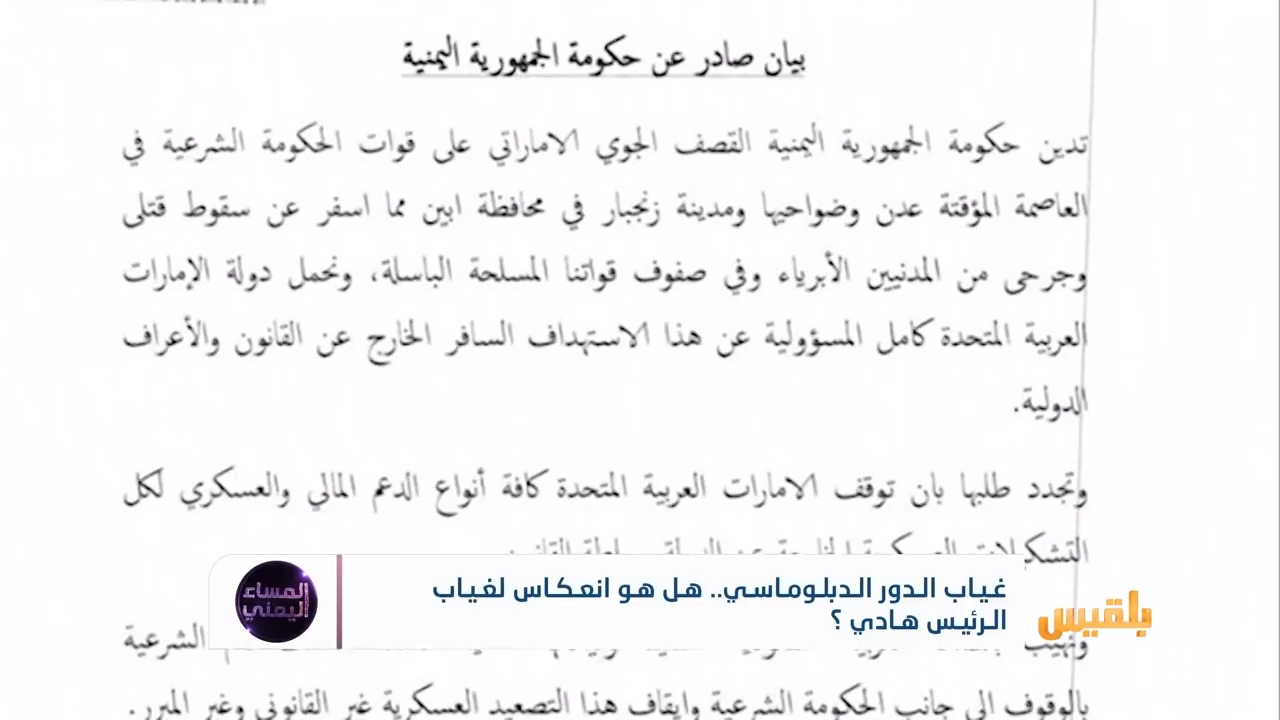 بيان صادر عن حكومة الجمهورية اليمنية
تدين حكومة الجمهورية اليمنية القصف الجوي الاماراتي على قوات الحكومة الشرعية في
العاصمة المؤقتة عدن وضواحيها ومدينة زنجبار في محافظة ابين مما اسفر عن سقوط قتلى
وجرحى من المدنيين الأبرياء وفي صفوف قواتنا المسلحة الباسلة، ونحمل دولة الإمارات
العربية المتحدة كامل المسؤولية عن هذا الاستهداف السافر الخارج عن القانون والأعراف
الدولية.
وتجدد طلبها بان توقف الامارات العربية المتحدة كافة أنواع الدعم المالي والعسكري لكل
التشكيلات العسكرية الخارجة عن
غياب الدور الدبلوماسي.. هل هو انعكاس لغياب
الرئيس هادي ؟
المساء
اليمني
بلقيس
وتهيب
الشرعية
بالوقوف الى جانب الحكومة الشرعية وايقاف هذا التصعيد العسكرية غير القانوني وغير المبرر.